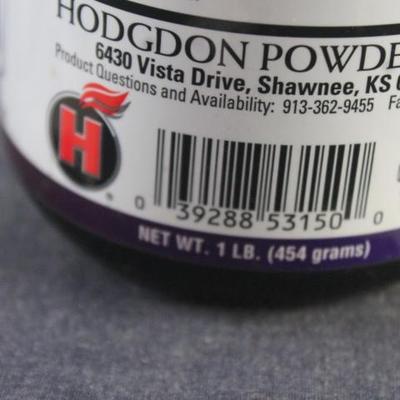 HODGDON POWDE
6430 Vista Drive, Shawnee, KS
Product Questions and Availability: 913-362-9455 Fa
H
®
0 39288 53150 0
NET WT. 1 LB. (454 grams)